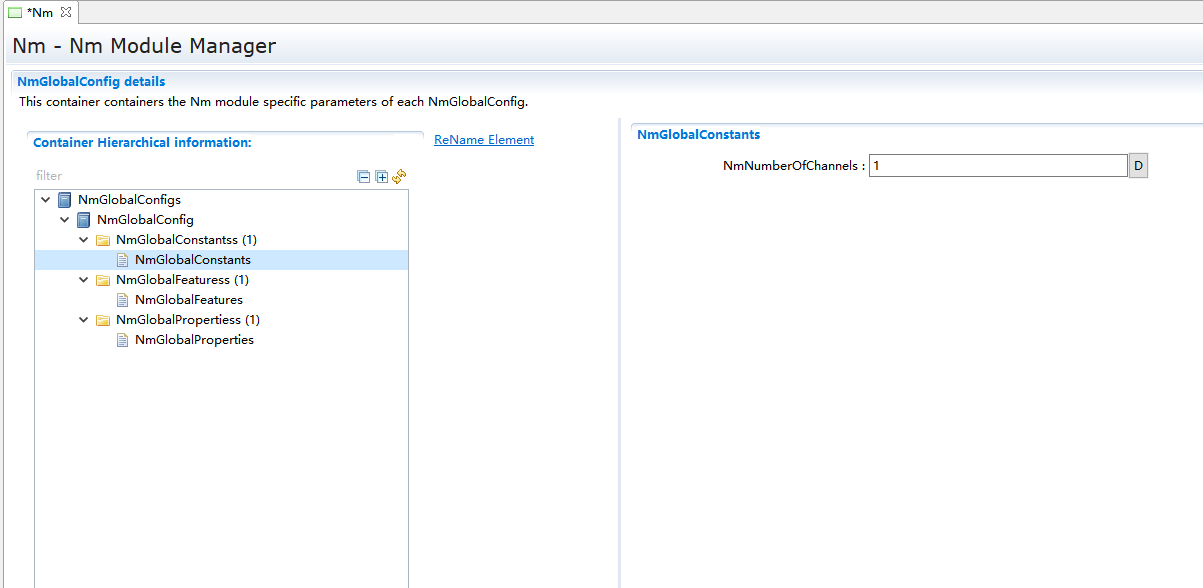 *Nm
Nm - Nm Module Manager
NmGlobalConfig details
This container containers the Nm module specific parameters of each NmGlobalConfig.
Container Hierarchical information:
ReName Element
filter
NmGlobalConfigs
NmGlobalConfig
NmGlobalConstantss (1)
NmGlobalConstants
NmGlobalFeaturess (1)
NmGlobalFeatures
NmGlobalPropertiess (1)
NmGlobalProperties
NmGlobalConstants
NmNumberOfChannels : 1 D